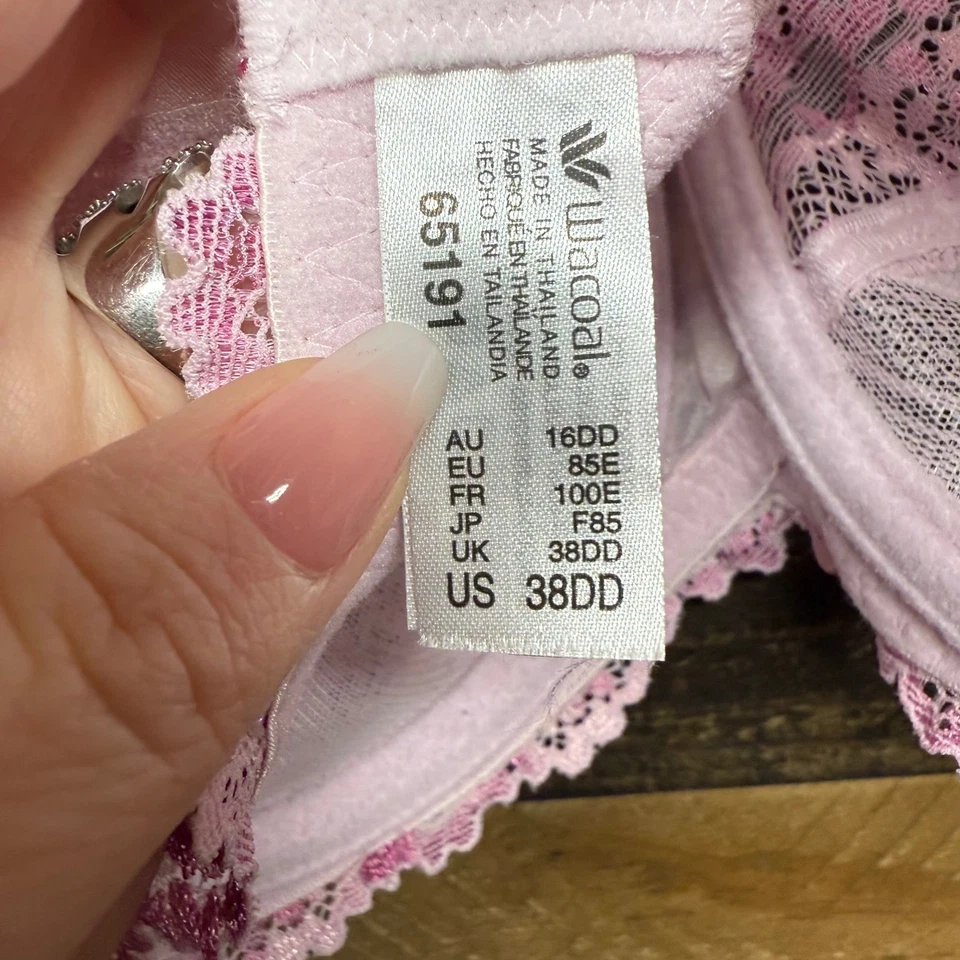 Wacoal®
MADE IN THAILAND
FABRIQUÉ EN THAÏLANDE
HECHO EN TAILANDIA
65191
AU 16DD
EU 85E
FR 100E
JP F85
UK 38DD
US 38DD